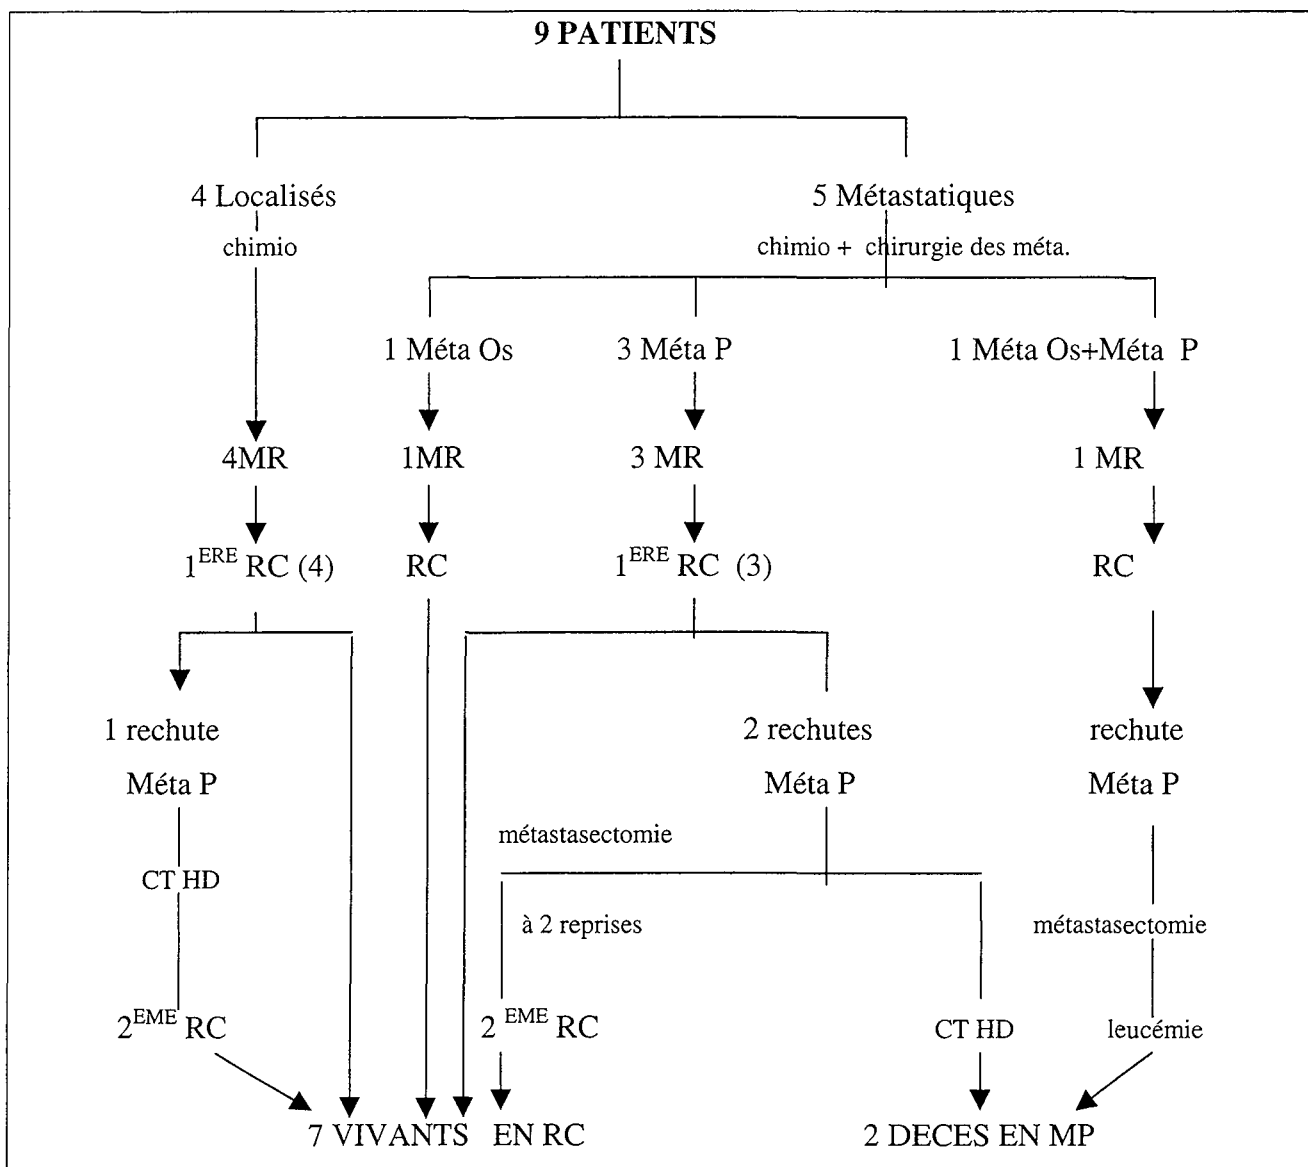 9 PATIENTS
4 Localisés 5 Métastatiques
chimio chimio + chirurgie des méta.
1 Méta Os 3 Méta P 1 Méta Os+Méta P
4MR 1MR 3 MR 1 MR
1ERE RC (4) RC 1ERE RC (3) RC
1 rechute 2 rechutes rechute
Méta P Méta P Méta P
métastasectomie
CT HD
à 2 reprises métastasectomie
2EME RC 2 EME RC CT HD leucémie
7 VIVANTS EN RC 2 DECES EN MP